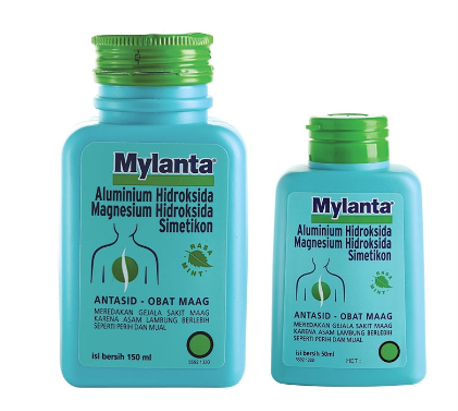 Mylanta®
Aluminium Hidroksida
Magnesium Hidroksida
Simetikon
RASA
MINT
ANTASID - OBAT MAAG
MEREDAKAN GEJALA SAKIT MAAG
KARENA ASAM LAMBUNG BERLEBIH
SEPERTI PERIH DAN MUAL
isi bersih 150 ml
Mylanta®
Aluminium Hidroksida
Magnesium Hidroksida
Simetikon
RASA
MINT
ANTASID - OBAT MAAG
MEREDAKAN GEJALA SAKIT MAAG
KARENA ASAM LAMBUNG BERLEBIH
SEPERTI PERIH DAN MUAL
isi bersih 50ml
HET: